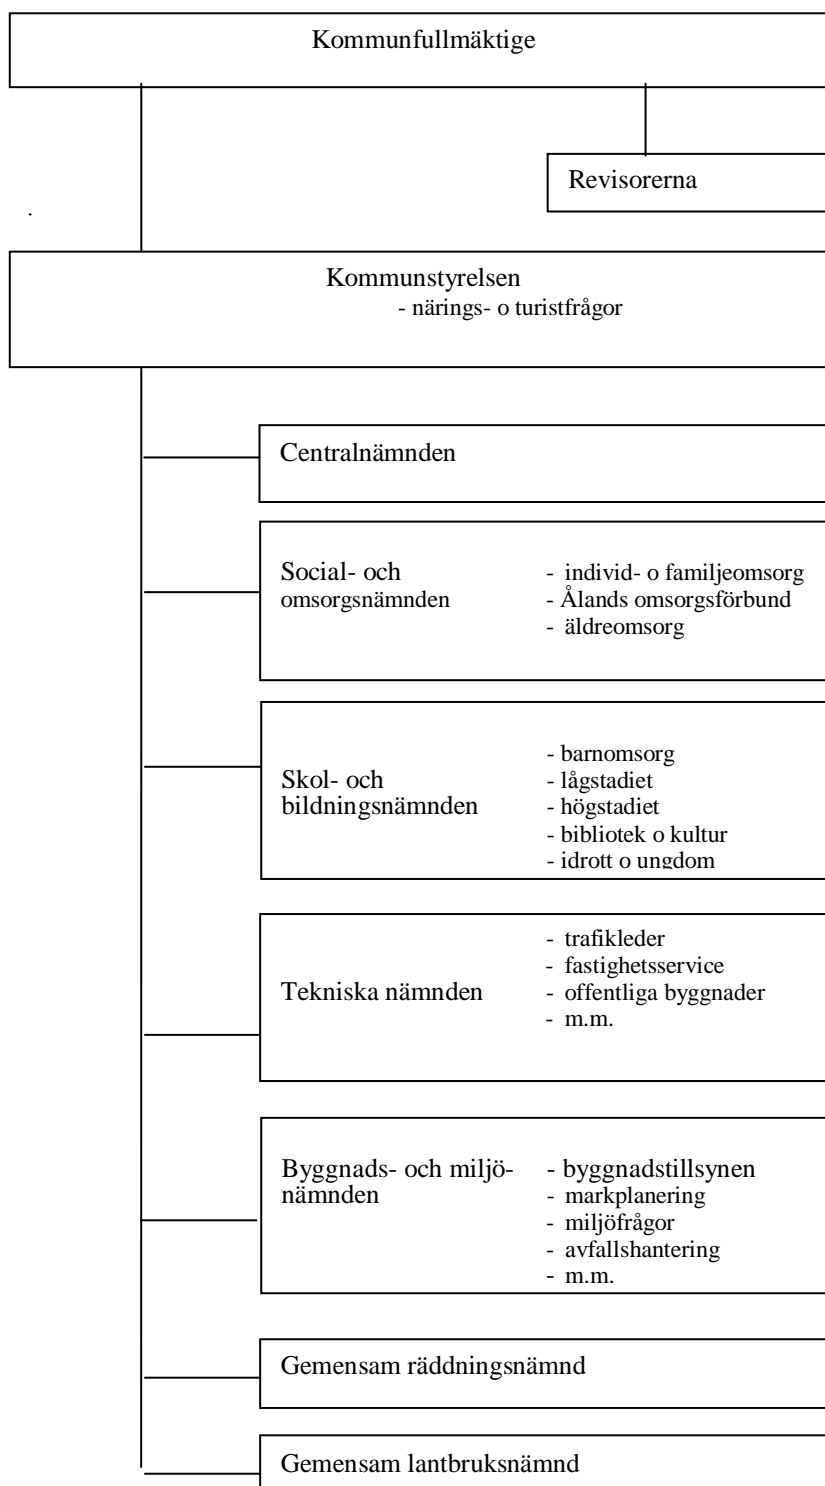 Kommunfullmäktige
Revisorerna
.
Kommunstyrelsen
- närings- o turistfrågor
Centralnämnden
Social- och
omsorgsnämnden
- individ- o familjeomsorg
- Ålands omsorgsförbund
- äldreomsorg
Skol- och
bildningsnämnden
- barnomsorg
- lågstadiet
- högstadiet
- bibliotek o kultur
- idrott o ungdom
Tekniska nämnden
- trafikleder
- fastighetsservice
- offentliga byggnader
- m.m.
Byggnads- och miljö-
nämnden
- byggnadstillsynen
- markplanering
- miljöfrågor
- avfallshantering
- m.m.
Gemensam räddningsnämnd
Gemensam lantbruksnämnd